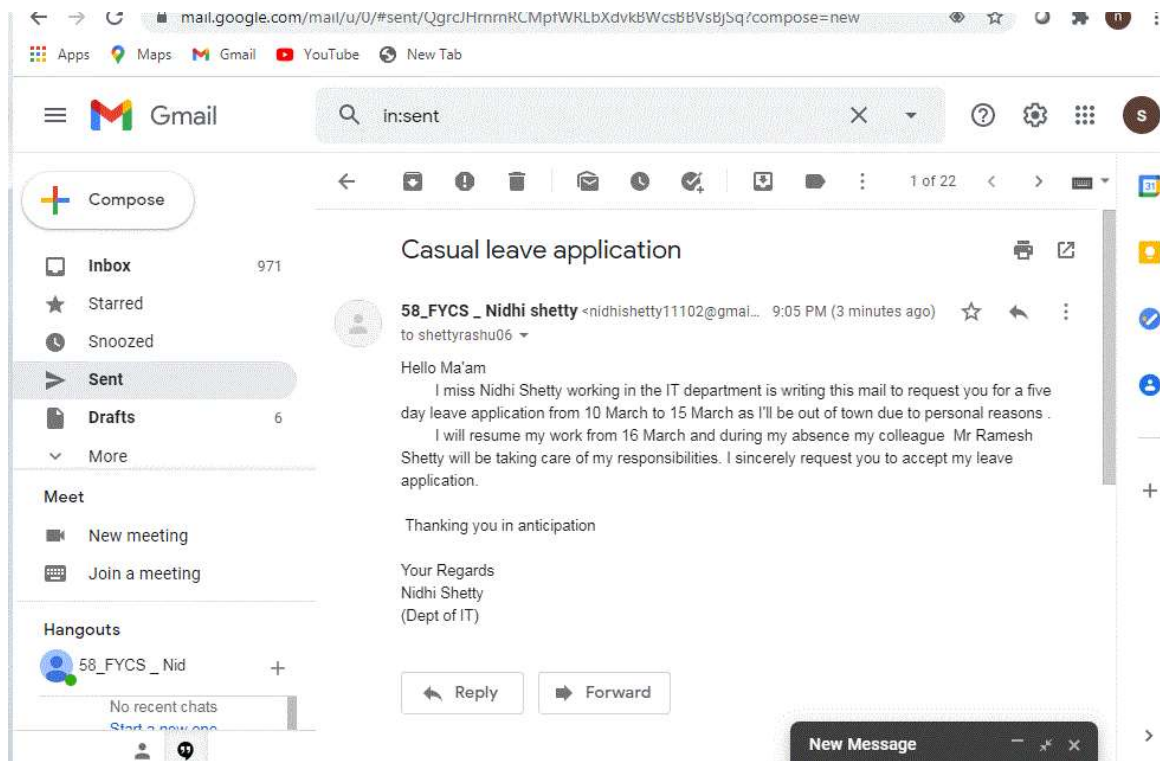 mail.google.com/mail/u/0/#sent/QgrcJHrnrnRCMpfWRLbXdvkBWcsBBVsBjSq?compose=new
n
Apps Maps Gmail YouTube New Tab
Gmail
in:sent
s
Compose
1 of 22
31
Inbox 971
Starred
Snoozed
Sent
Drafts 6
More
Meet
New meeting
Join a meeting
Hangouts
58_FYCS _ Nid
No recent chats
Start a new one
Casual leave application
58_FYCS _ Nidhi shetty <nidhishetty11102@gmai... 9:05 PM (3 minutes ago)
to shettyrashu06
Hello Ma'am
I miss Nidhi Shetty working in the IT department is writing this mail to request you for a five
day leave application from 10 March to 15 March as I'll be out of town due to personal reasons .
I will resume my work from 16 March and during my absence my colleague Mr Ramesh
Shetty will be taking care of my responsibilities. I sincerely request you to accept my leave
application.
Thanking you in anticipation
Your Regards
Nidhi Shetty
(Dept of IT)
Reply Forward
New Message